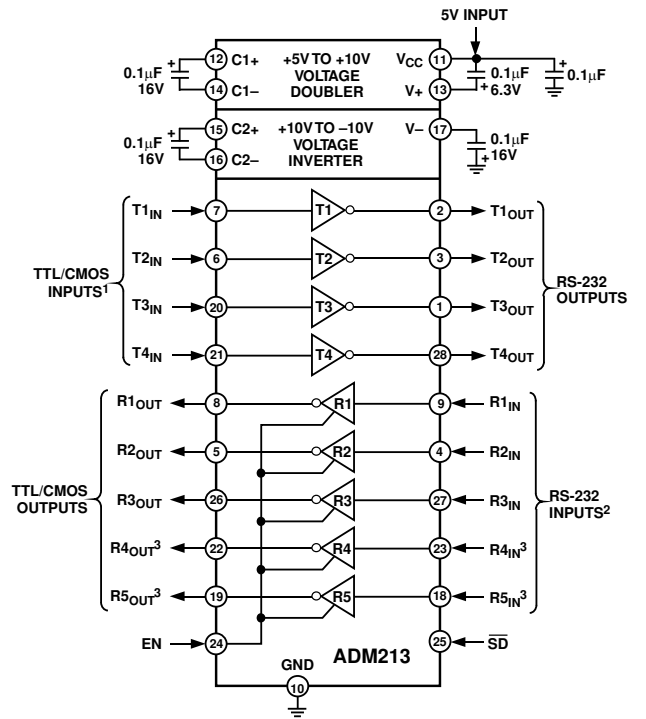 5V INPUT
12 C1+ +5V TO +10V VOLTAGE DOUBLER VCC 11
0.1μF 16V
14 C1– V+ 13
+ 0.1μF 6.3V
+ 0.1μF
15 C2+ +10V TO –10V VOLTAGE INVERTER V– 17
+ 0.1μF 16V
16 C2–
+ 0.1μF 16V
T1IN 7 T1 2 T1OUT
T2IN 6 T2 3 T2OUT
TTL/CMOS INPUTS1
RS-232 OUTPUTS
T3IN 20 T3 1 T3OUT
T4IN 21 T4 28 T4OUT
R1OUT 8 R1 9 R1IN
R2OUT 5 R2 4 R2IN
TTL/CMOS OUTPUTS
RS-232 INPUTS2
R3OUT 26 R3 27 R3IN
R4OUT3 22 R4 23 R4IN3
R5OUT3 19 R5 18 R5IN3
EN 24 25 SD
ADM213
GND
10